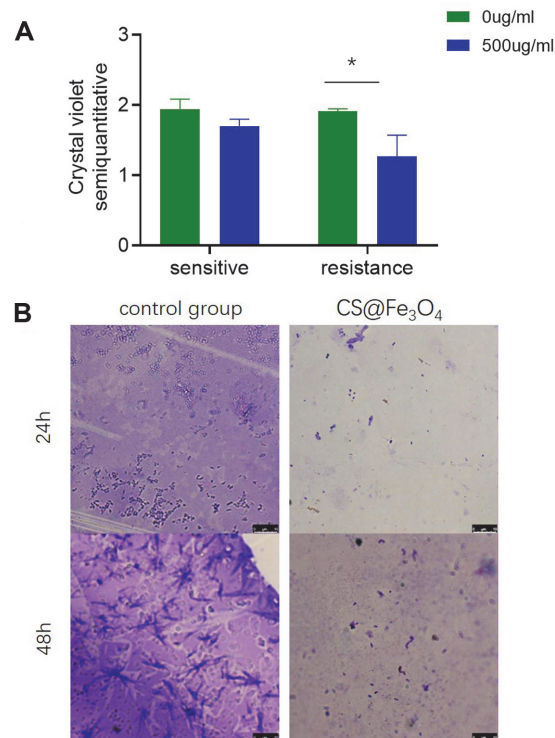 A
0ug/ml
500ug/ml
Crystal violet
semiquantitative
3
2
1
0
*
sensitive
resistance
B
control group
CS@Fe3O4
24h
48h